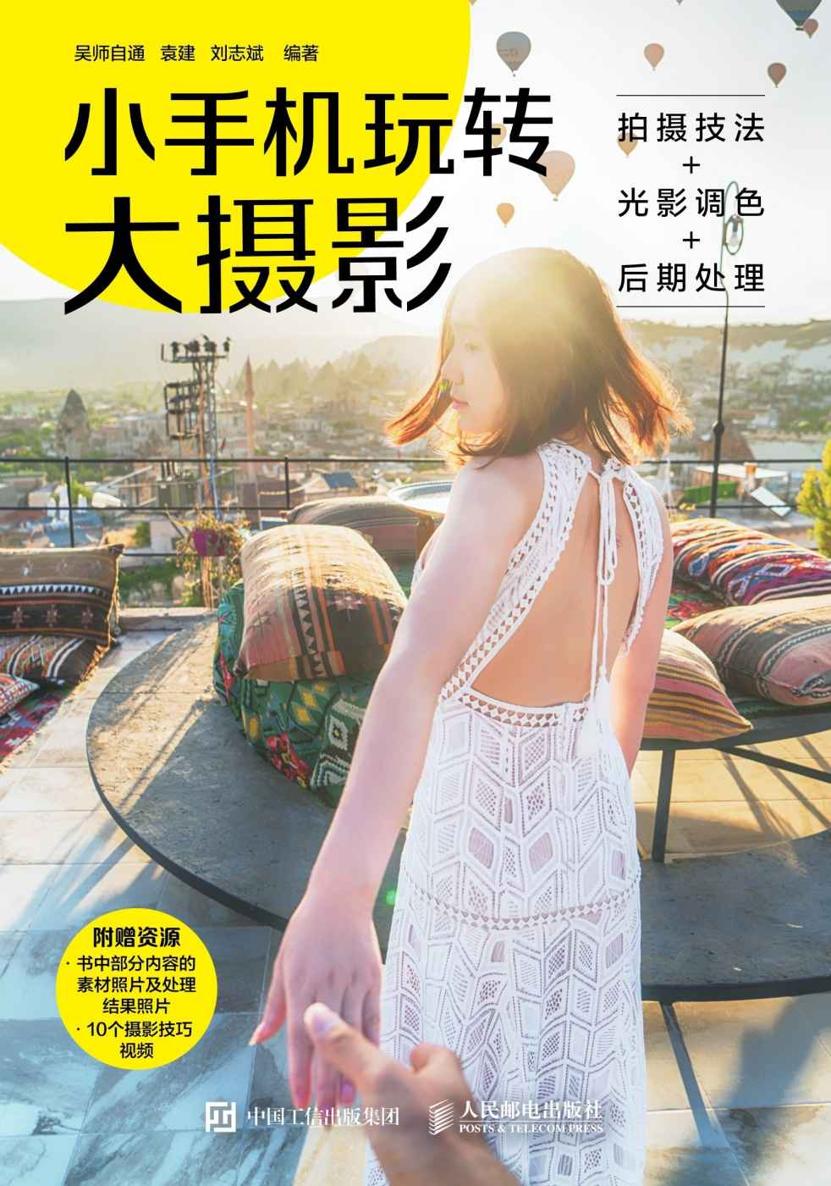 吴师自通 袁建 刘志斌 编著
小手机玩转
大摄影
拍摄技法
+
光影调色
+
后期处理
附赠资源
·书中部分内容的
素材照片及处理
结果照片
·10个摄影技巧
视频
中国工信出版集团
人民邮电出版社
POSTS & TELECOM PRESS